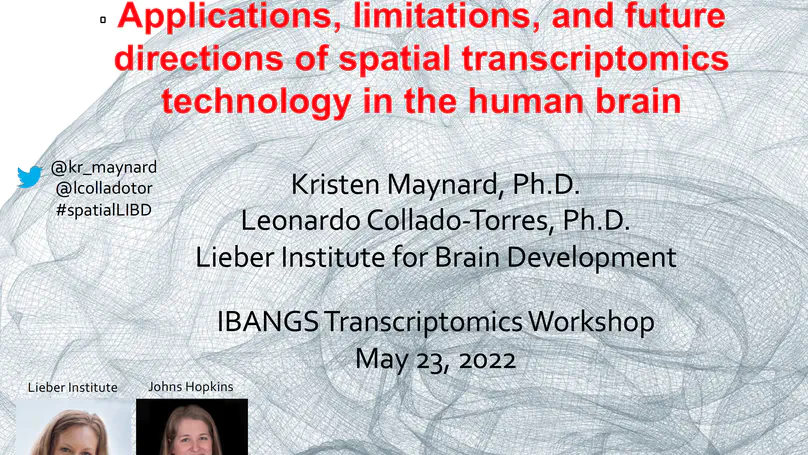 Applications, limitations, and future
directions of spatial transcriptomics
technology in the human brain
@kr_maynard
@lcolladotor
#spatialLIBD
Kristen Maynard, Ph.D.
Leonardo Collado-Torres, Ph.D.
Lieber Institute for Brain Development
IBANGS Transcriptomics Workshop
May 23, 2022
Lieber Institute
Johns Hopkins